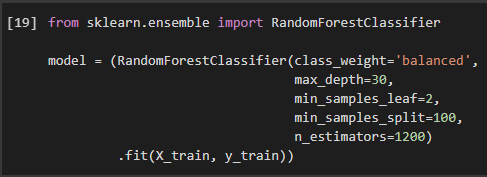 [19] from sklearn.ensemble import RandomForestClassifier
model = (RandomForestClassifier(class_weight='balanced',
max_depth=30,
min_samples_leaf=2,
min_samples_split=100,
n_estimators=1200)
.fit(X_train, y_train))